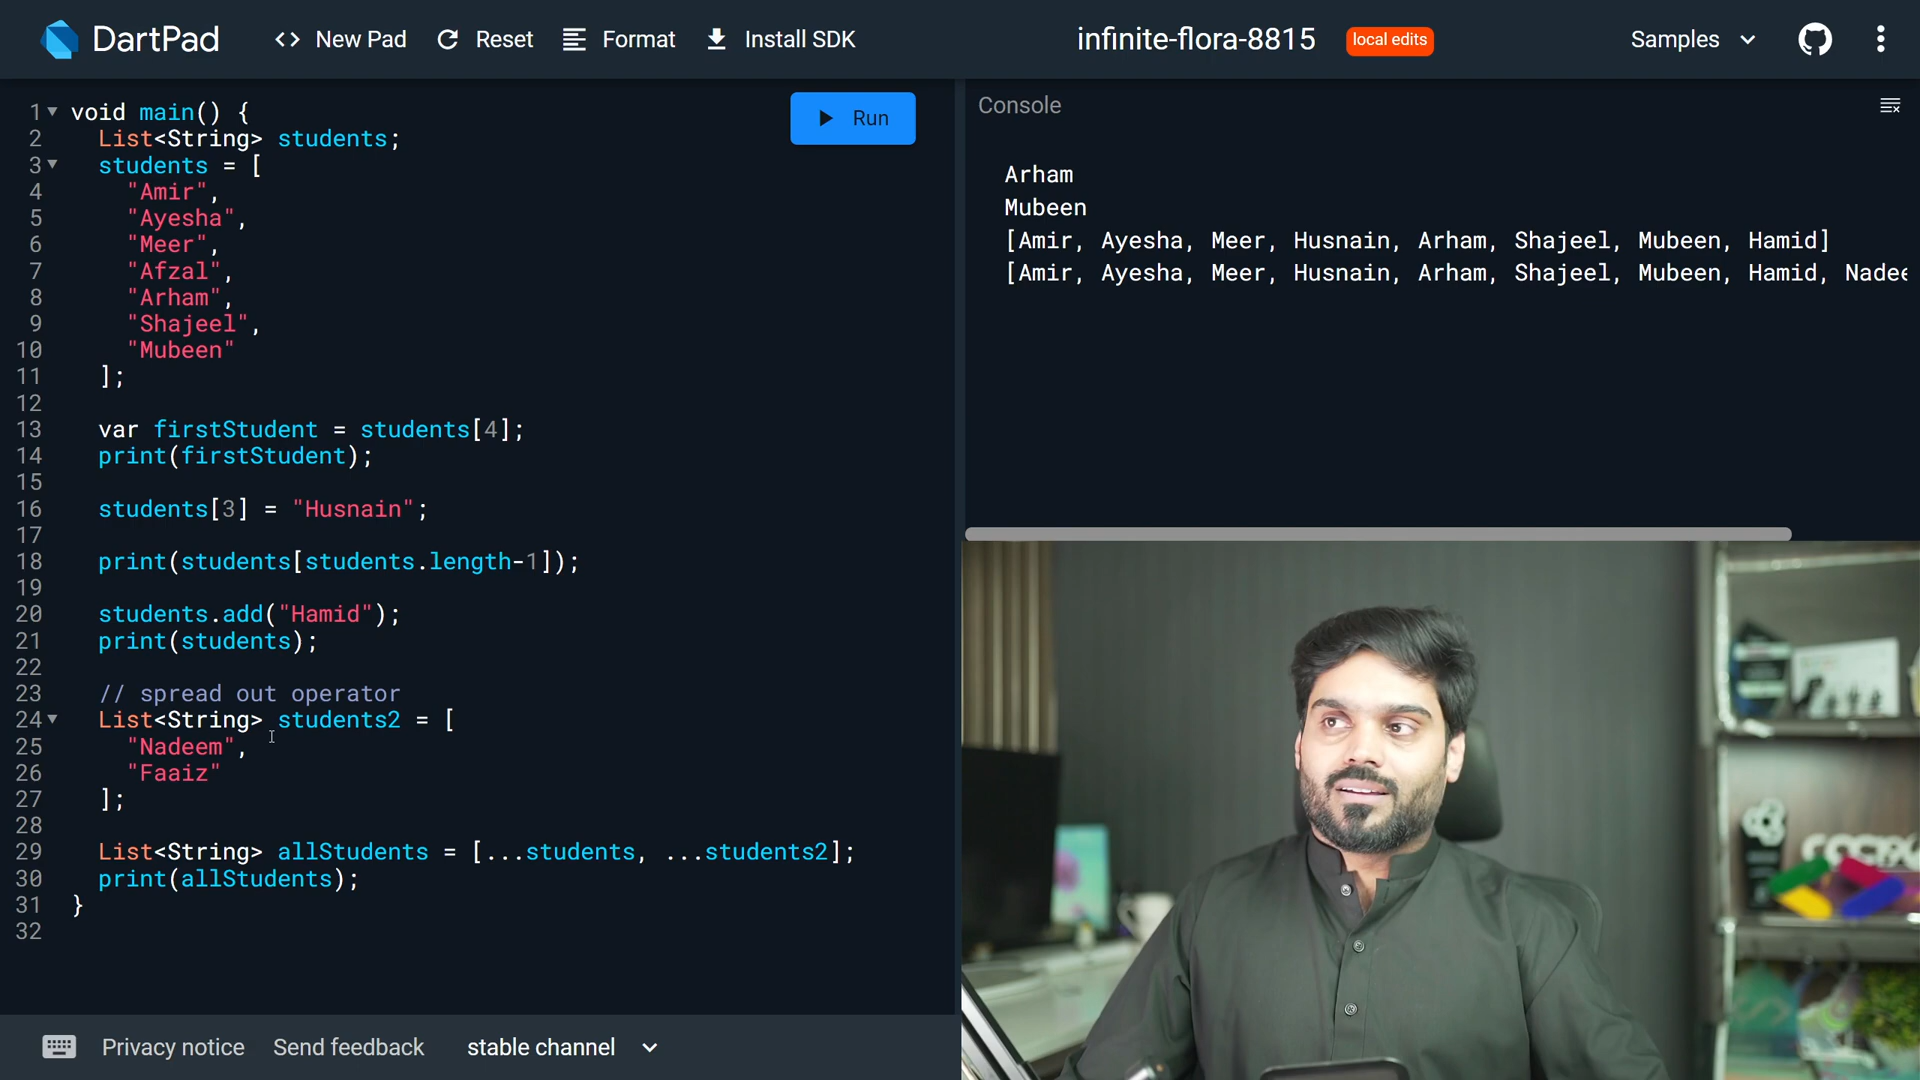 DartPad
<> New Pad
Reset
Format
Install SDK
infinite-flora-8815
local edits
Samples
1 void main() {
2 List<String> students;
3 students = [
4 "Amir",
5 "Ayesha",
6 "Meer",
7 "Afzal",
8 "Arham",
9 "Shajeel",
10 "Mubeen"
11 ];
12
13 var firstStudent = students[4];
14 print(firstStudent);
15
16 students[3] = "Husnain";
17
18 print(students[students.length-1]);
19
20 students.add("Hamid");
21 print(students);
22
23 // spread out operator
24 List<String> students2 = [
25 "Nadeem",
26 "Faaiz"
27 ];
28
29 List<String> allStudents = [...students, ...students2];
30 print(allStudents);
31 }
32
Run
Console
Arham
Mubeen
[Amir, Ayesha, Meer, Husnain, Arham, Shajeel, Mubeen, Hamid]
[Amir, Ayesha, Meer, Husnain, Arham, Shajeel, Mubeen, Hamid, Nadee
Privacy notice
Send feedback
stable channel